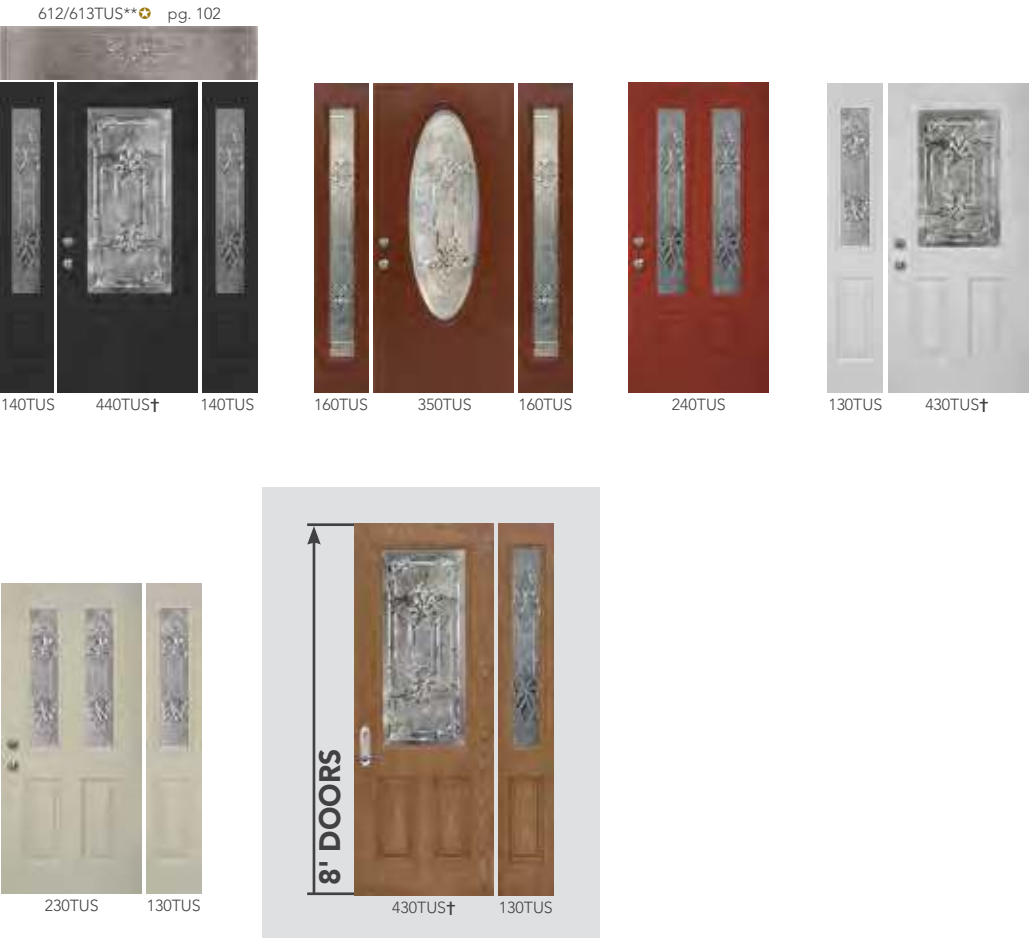 612/613TUS**✪ pg. 102
140TUS 440TUS† 140TUS
160TUS 350TUS 160TUS
240TUS
130TUS 430TUS†
230TUS 130TUS
8' DOORS
430TUS† 130TUS